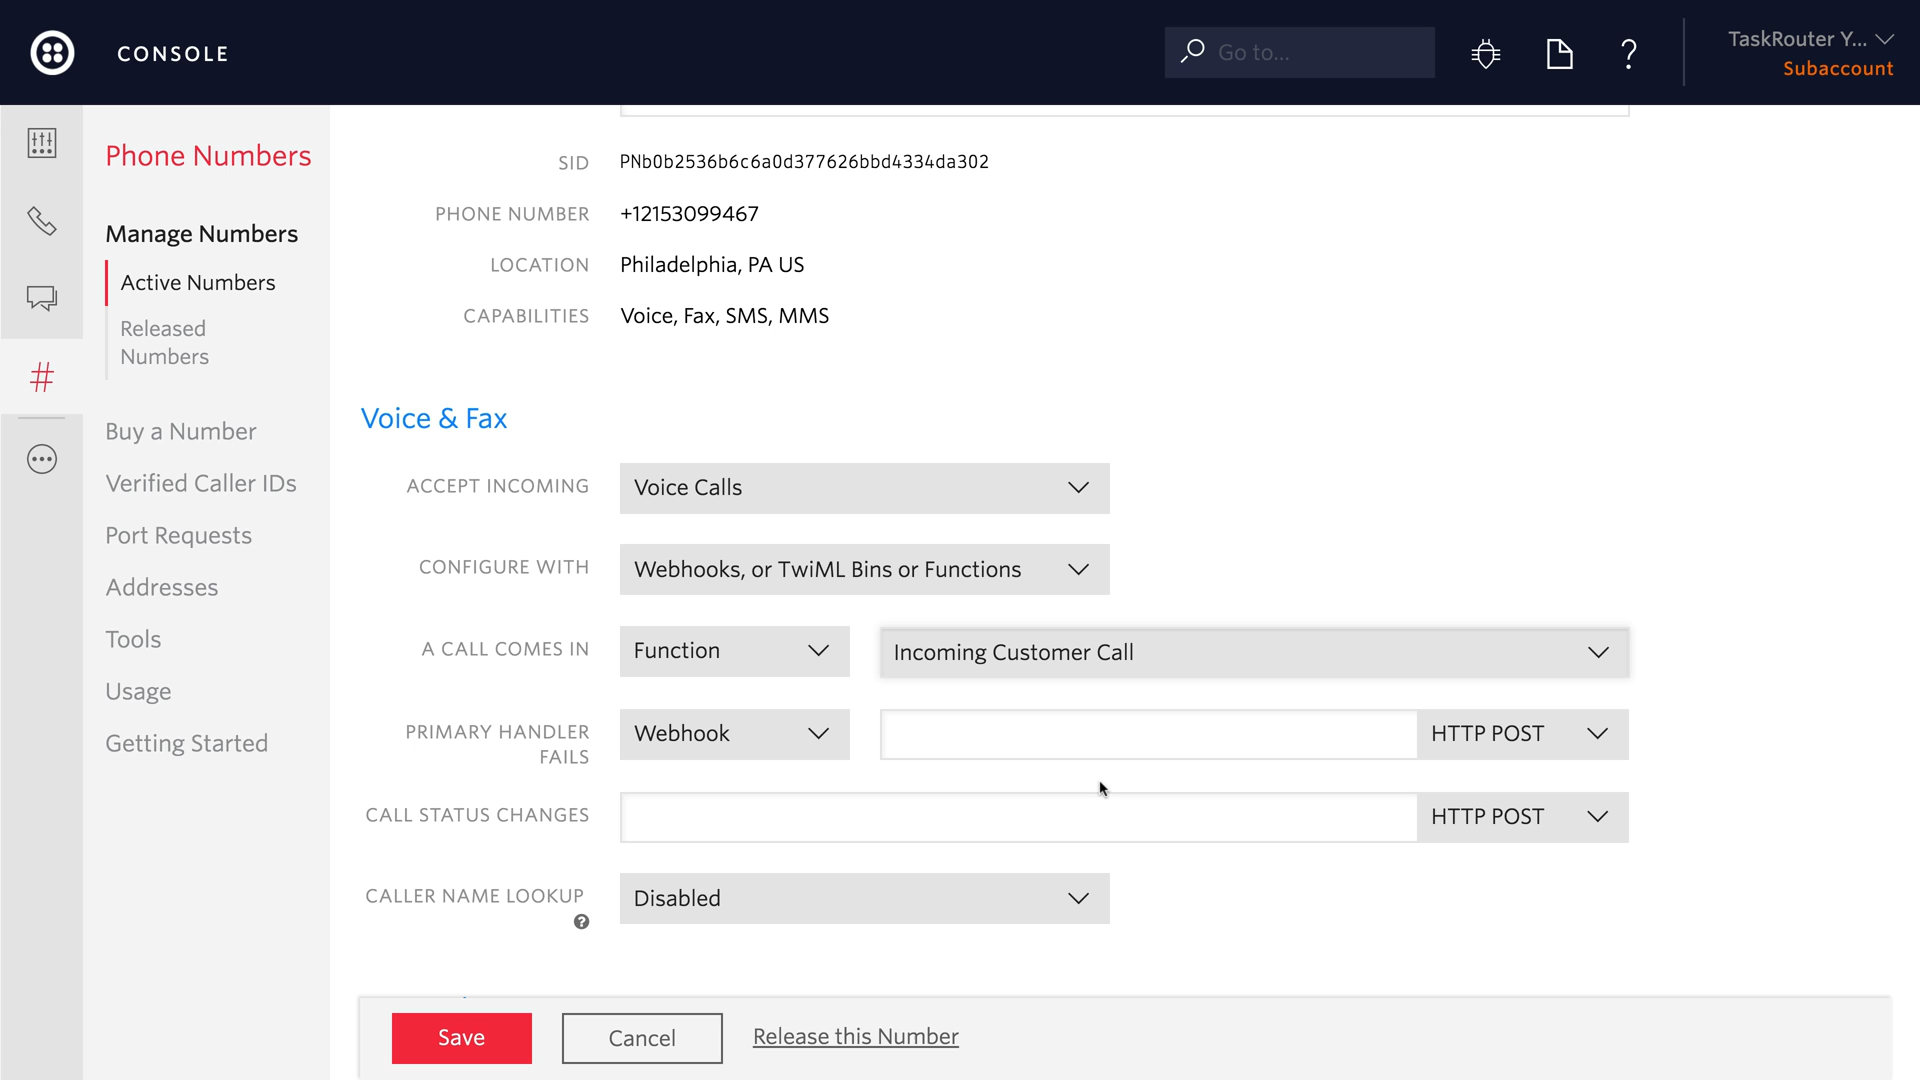 CONSOLE
Go to...
?
TaskRouter Y...
Subaccount
Phone Numbers
Manage Numbers
Active Numbers
Released
Numbers
#
Buy a Number
Verified Caller IDs
Port Requests
Addresses
Tools
Usage
Getting Started
SID PNb0b2536b6c6a0d377626bbd4334da302
PHONE NUMBER +12153099467
LOCATION Philadelphia, PA US
CAPABILITIES Voice, Fax, SMS, MMS
Voice & Fax
ACCEPT INCOMING Voice Calls
CONFIGURE WITH Webhooks, or TwiML Bins or Functions
A CALL COMES IN Function Incoming Customer Call
PRIMARY HANDLER Webhook HTTP POST
FAILS
CALL STATUS CHANGES HTTP POST
CALLER NAME LOOKUP Disabled
?
Save Cancel Release this Number